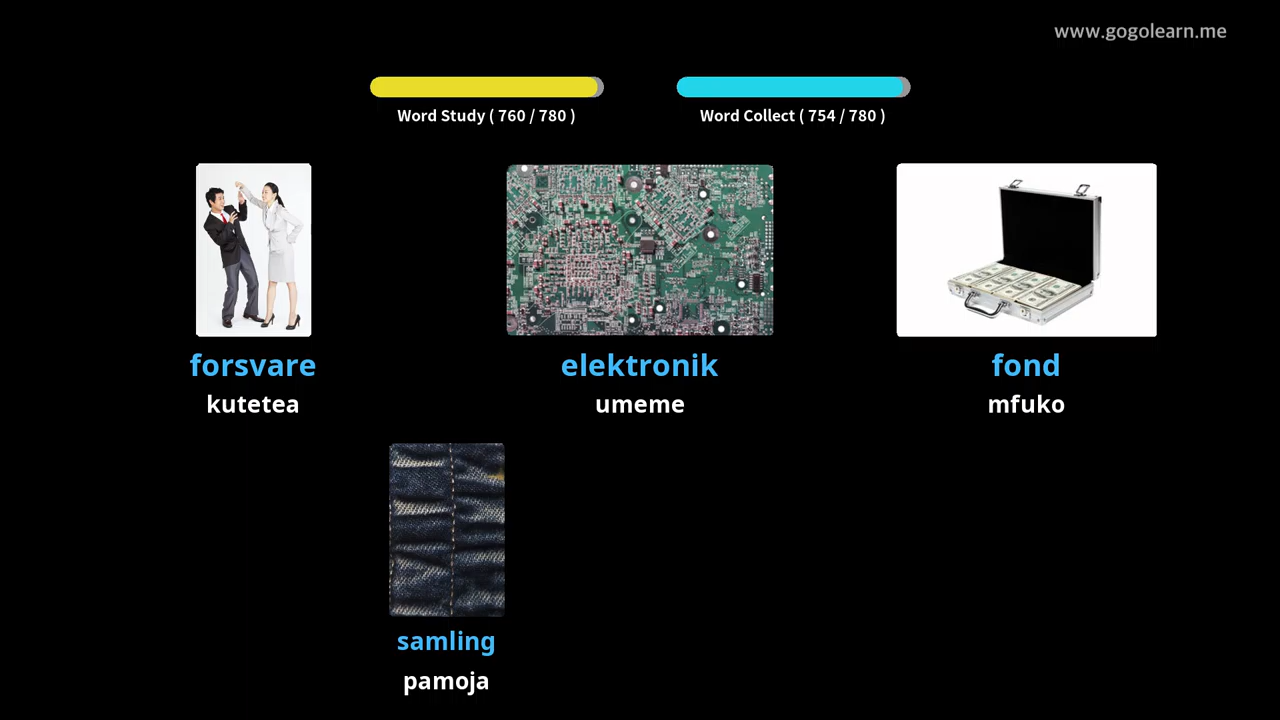 www.gogolearn.me
Word Study ( 760 / 780 )
Word Collect ( 754 / 780 )
forsvare
kutetea
elektronik
umeme
fond
mfuko
samling
pamoja